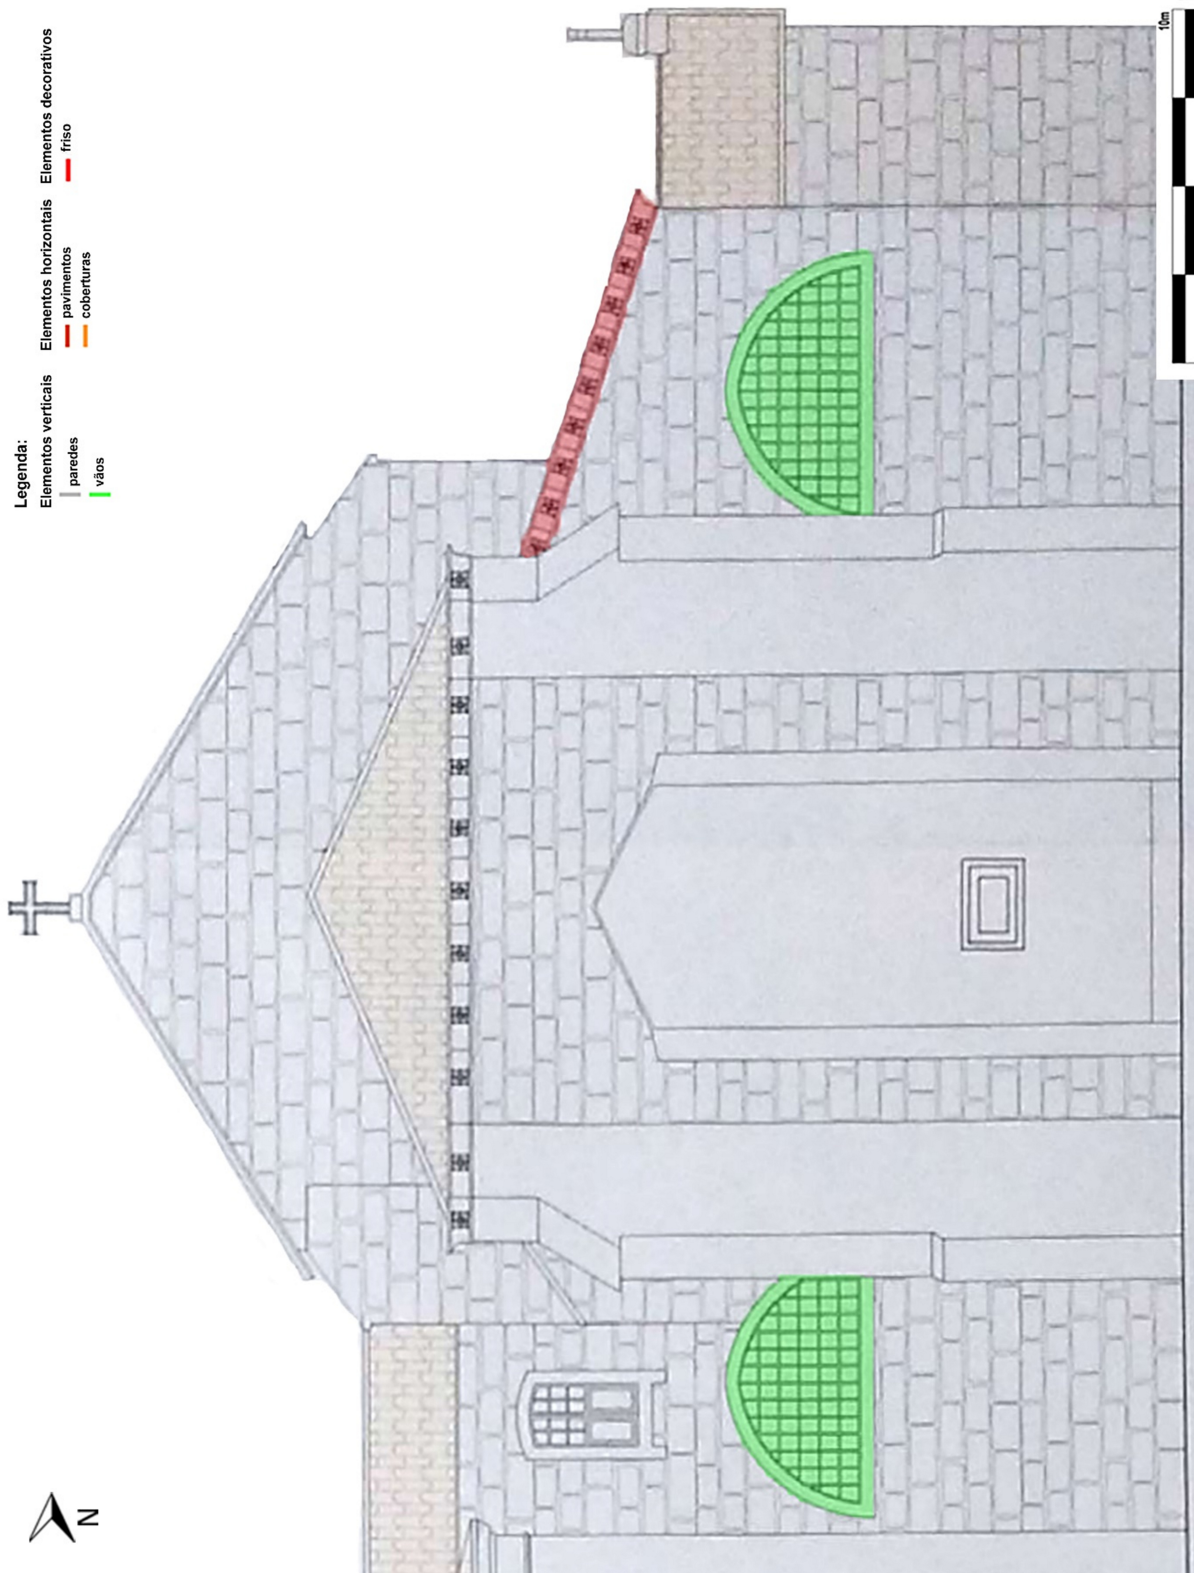 Legenda:
Elementos verticais
paredes
vãos
Elementos horizontais
pavimentos
coberturas
Elementos decorativos
friso
10m
N